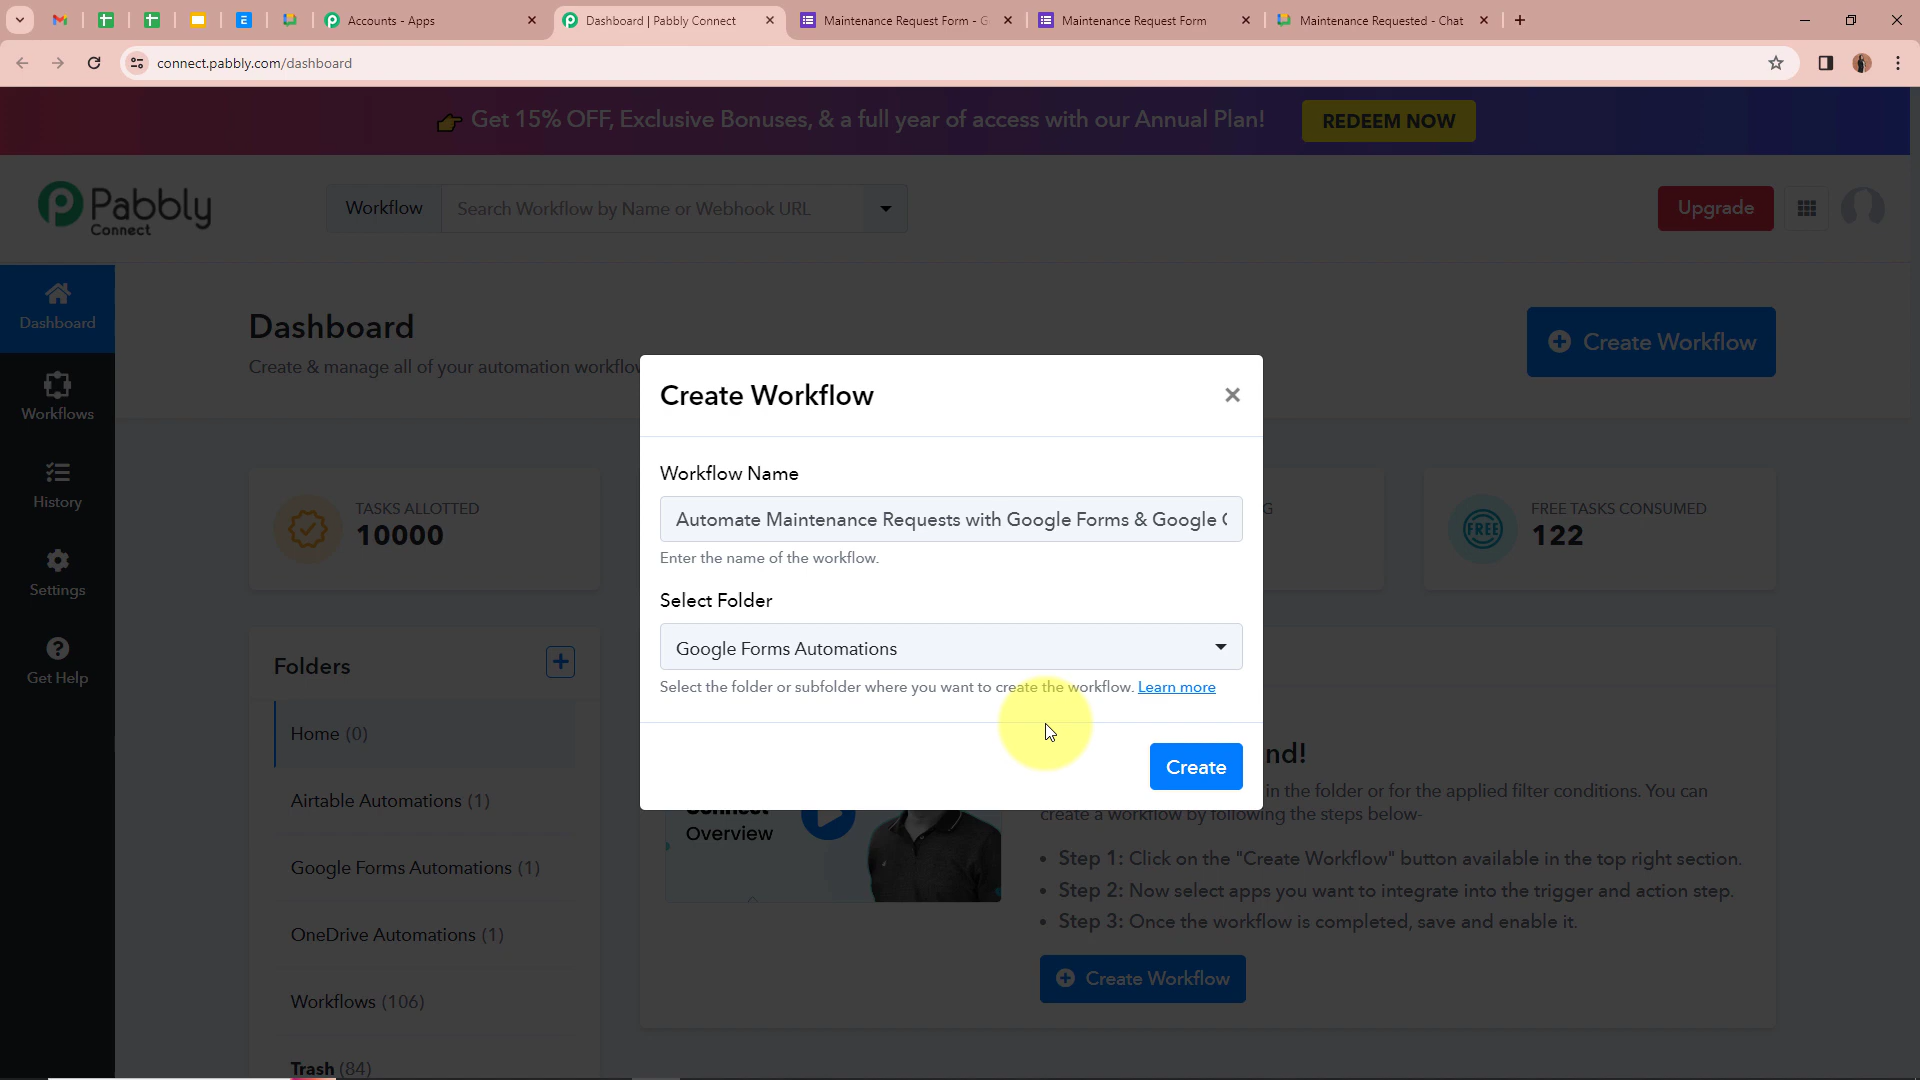 Accounts - Apps
Dashboard | Pabbly Connect
Maintenance Request Form - G
Maintenance Request Form
Maintenance Requested - Chat
connect.pabbly.com/dashboard
Get 15% OFF, Exclusive Bonuses, & a full year of access with our Annual Plan!
REDEEM NOW
Pabbly
Connect
Workflow
Search Workflow by Name or Webhook URL
Upgrade
Dashboard
Workflows
History
Settings
Get Help
Dashboard
Create & manage all of your automation workflow
Create Workflow
TASKS ALLOTTED
10000
G
FREE
FREE TASKS CONSUMED
122
Create Workflow
Workflow Name
Automate Maintenance Requests with Google Forms & Google
Enter the name of the workflow.
Select Folder
Google Forms Automations
Select the folder or subfolder where you want to create the workflow. Learn more
Create
Folders
Home (0)
Airtable Automations (1)
Google Forms Automations (1)
OneDrive Automations (1)
Workflows (106)
Trash (84)
Connect
Overview
nd!
in the folder or for the applied filter conditions. You can
create a workflow by following the steps below-
• Step 1: Click on the "Create Workflow" button available in the top right section.
• Step 2: Now select apps you want to integrate into the trigger and action step.
• Step 3: Once the workflow is completed, save and enable it.
Create Workflow